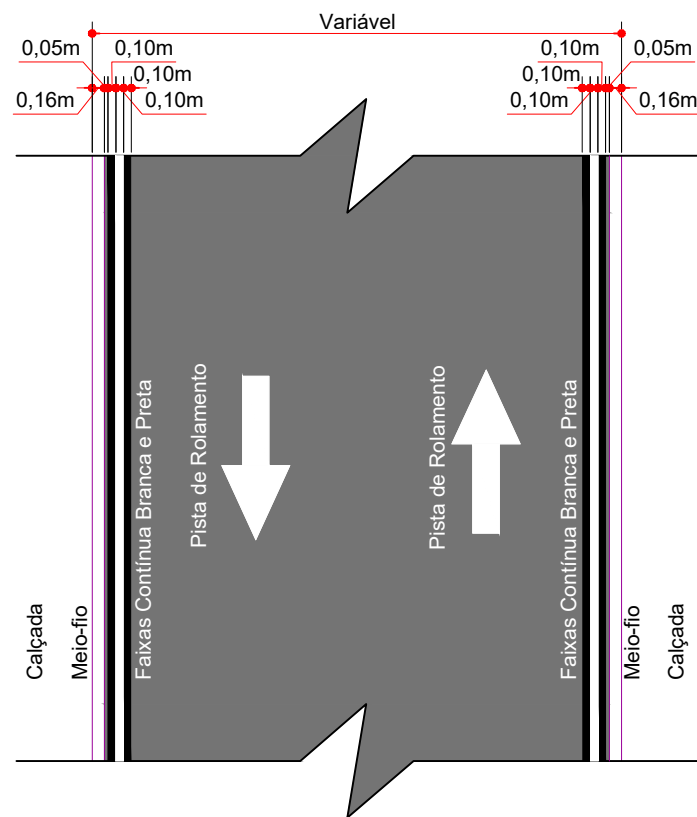 Variável
0,05m
0,10m
0,10m
0,16m
0,10m
0,10m
0,05m
0,10m
0,10m
0,16m
Calçada
Meio-fio
Faixas Contínua Branca e Preta
Pista de Rolamento
Pista de Rolamento
Faixas Contínua Branca e Preta
Meio-fio
Calçada